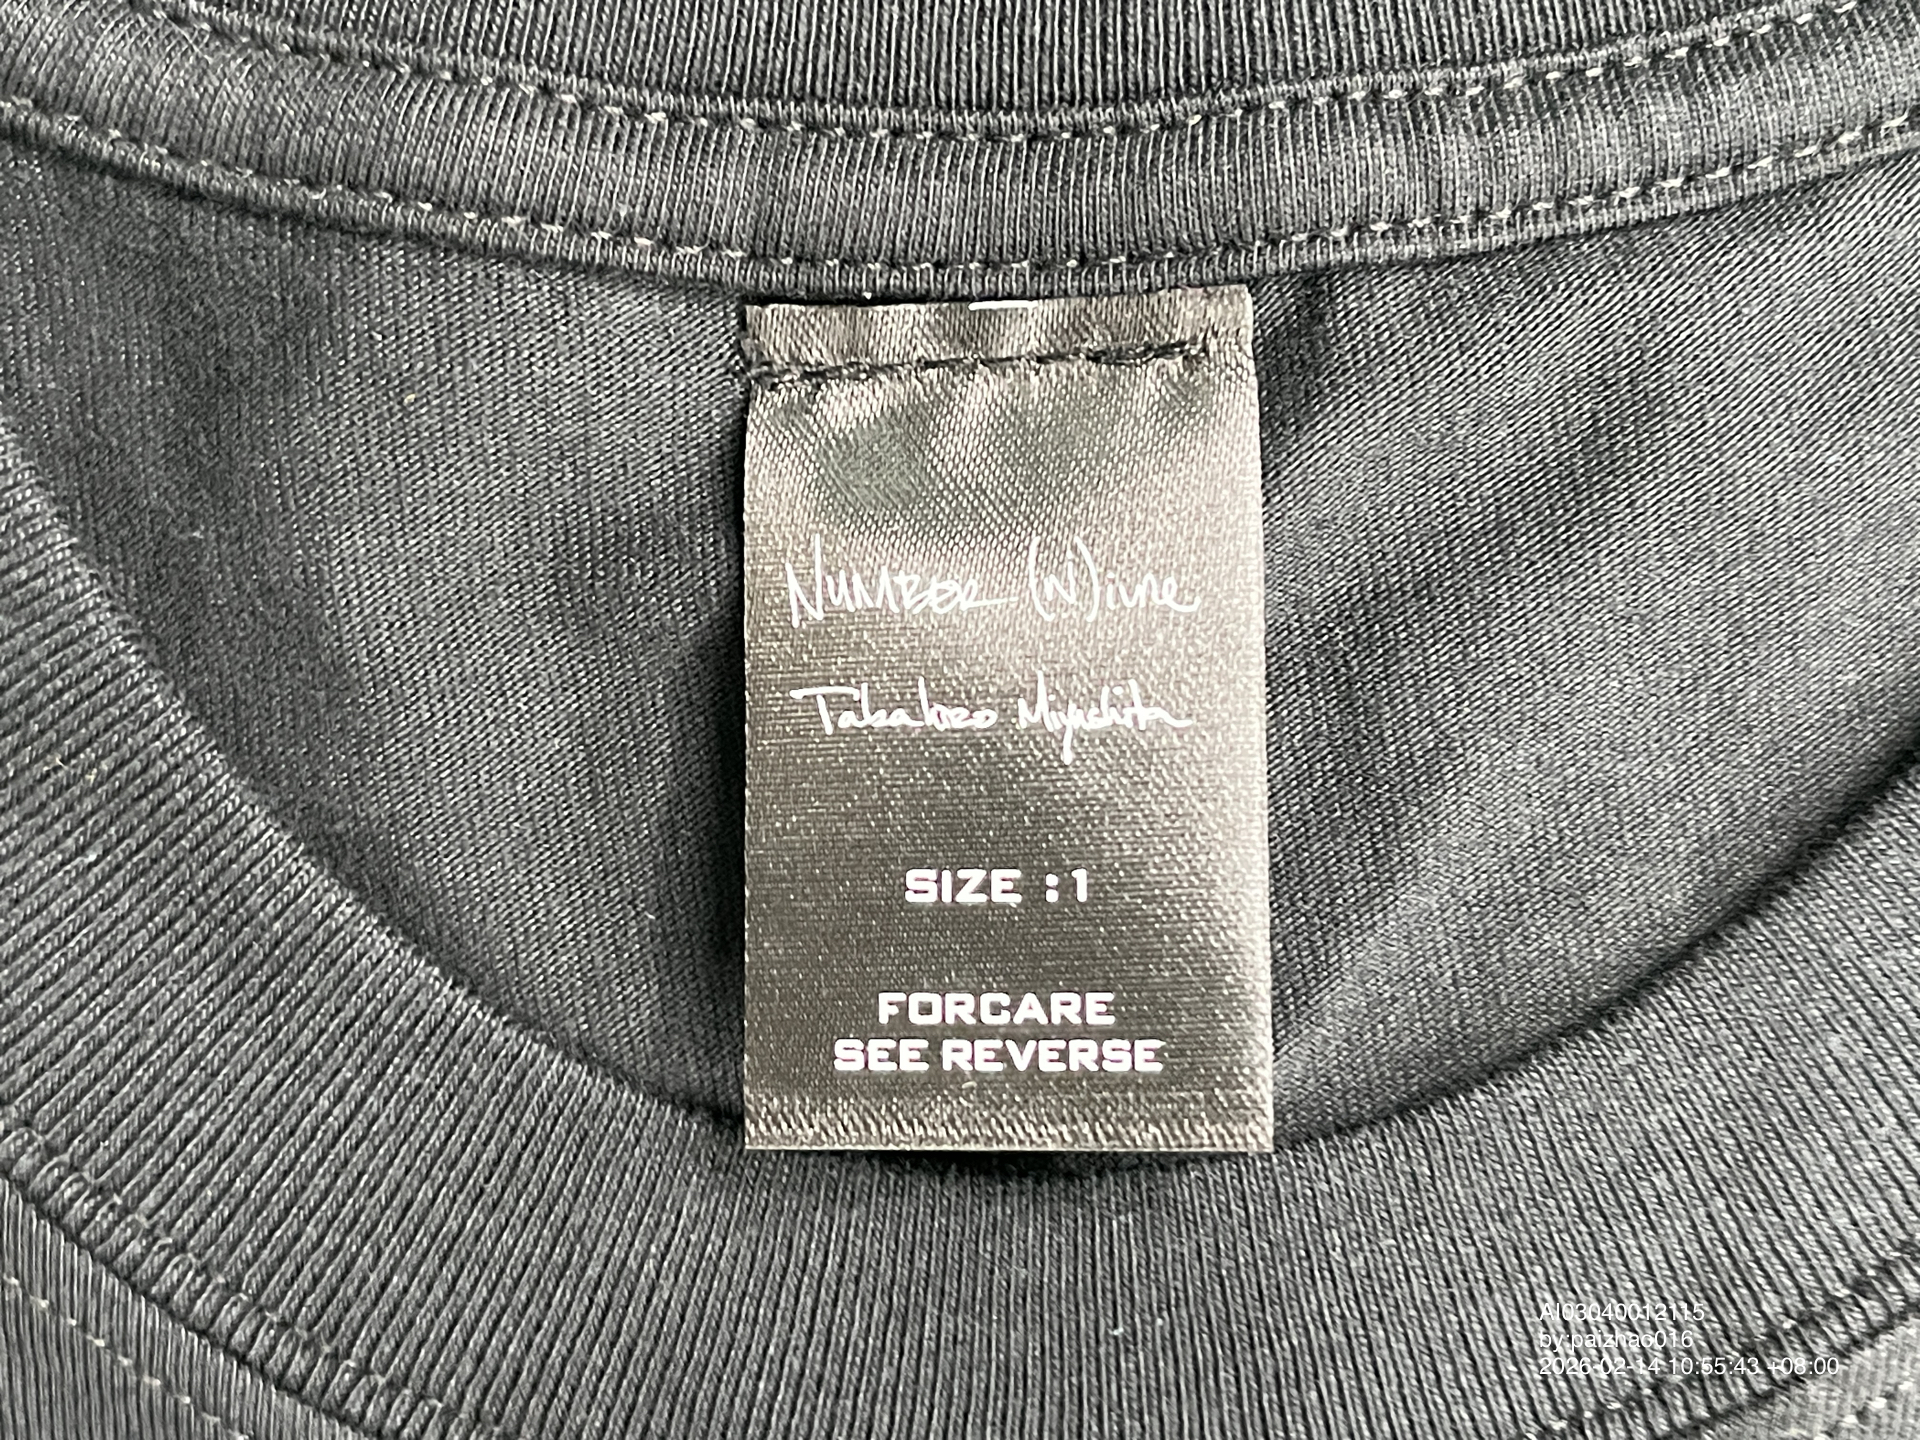 NUMBER (N)ine
Takahiro Miyashita
SIZE : 1
FORCARE
SEE REVERSE
AI03040012115
by:paizhao016
2026-02-14 10:55:43 +08:00